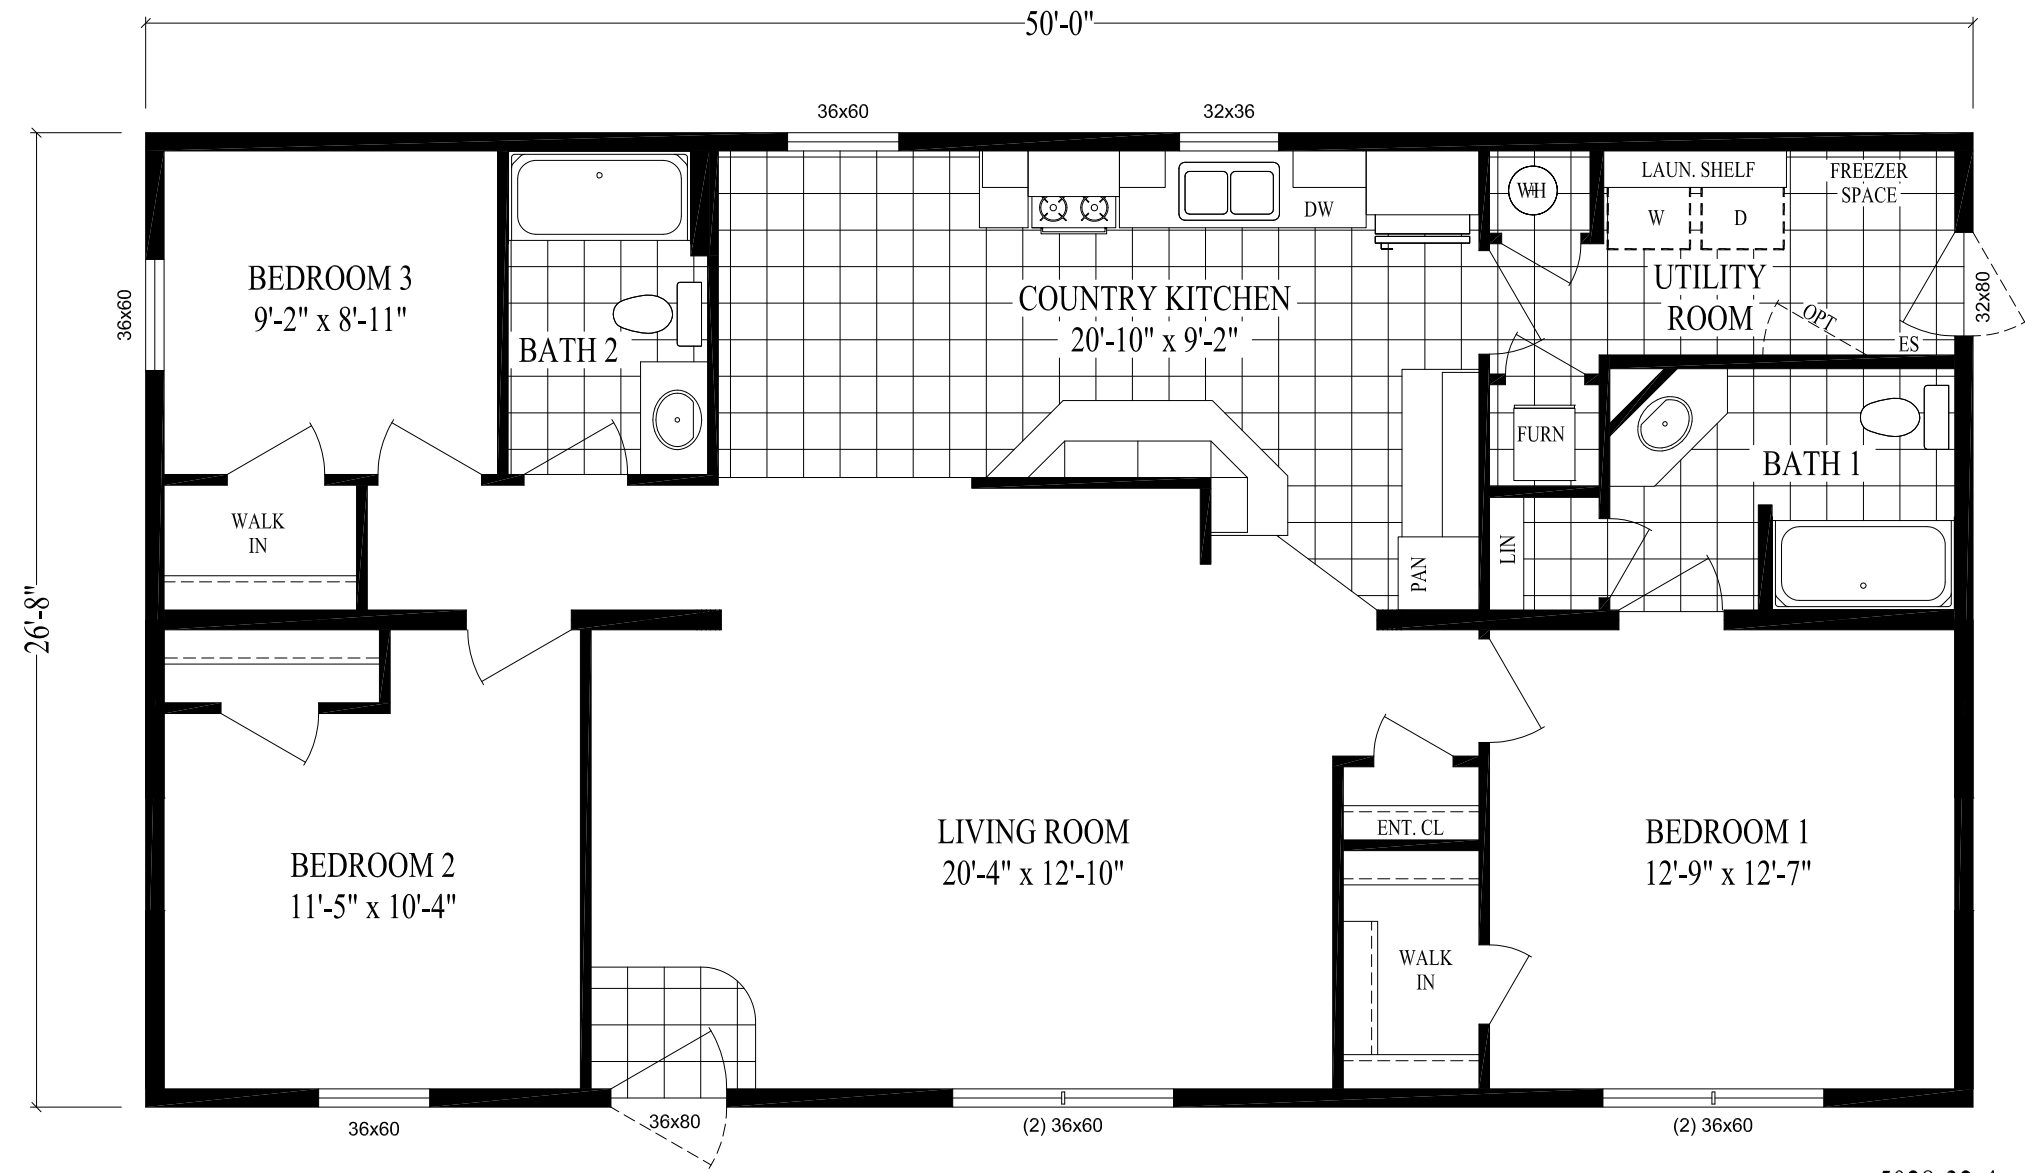 50'-0"
36x60
32x36
WH
LAUN. SHELF
FREEZER
SPACE
W
D
DW
BEDROOM 3
9'-2" x 8'-11"
COUNTRY KITCHEN
20'-10" x 9'-2"
UTILITY
ROOM
OPT
ES
32x80
36x60
BATH 2
FURN
BATH 1
WALK
IN
LIN
PAN
26'-8"
ENT. CL
LIVING ROOM
20'-4" x 12'-10"
BEDROOM 1
12'-9" x 12'-7"
BEDROOM 2
11'-5" x 10'-4"
WALK
IN
36x60
36x80
(2) 36x60
(2) 36x60